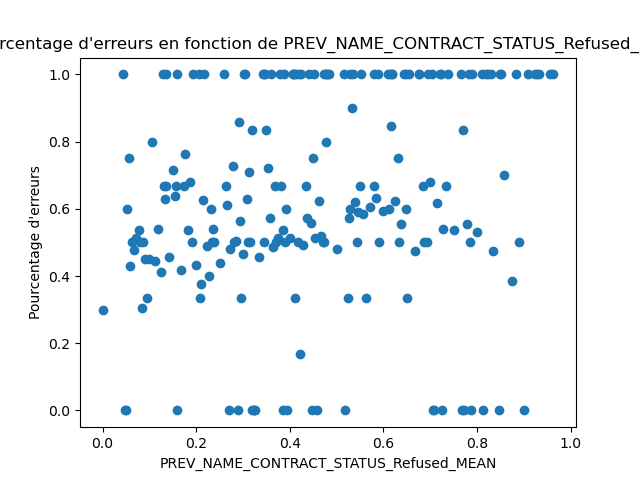 rcentage d'erreurs en fonction de PREV_NAME_CONTRACT_STATUS_Refused_
1.0
0.8
0.6
0.4
0.2
0.0
Pourcentage d'erreurs
0.0 0.2 0.4 0.6 0.8 1.0
PREV_NAME_CONTRACT_STATUS_Refused_MEAN